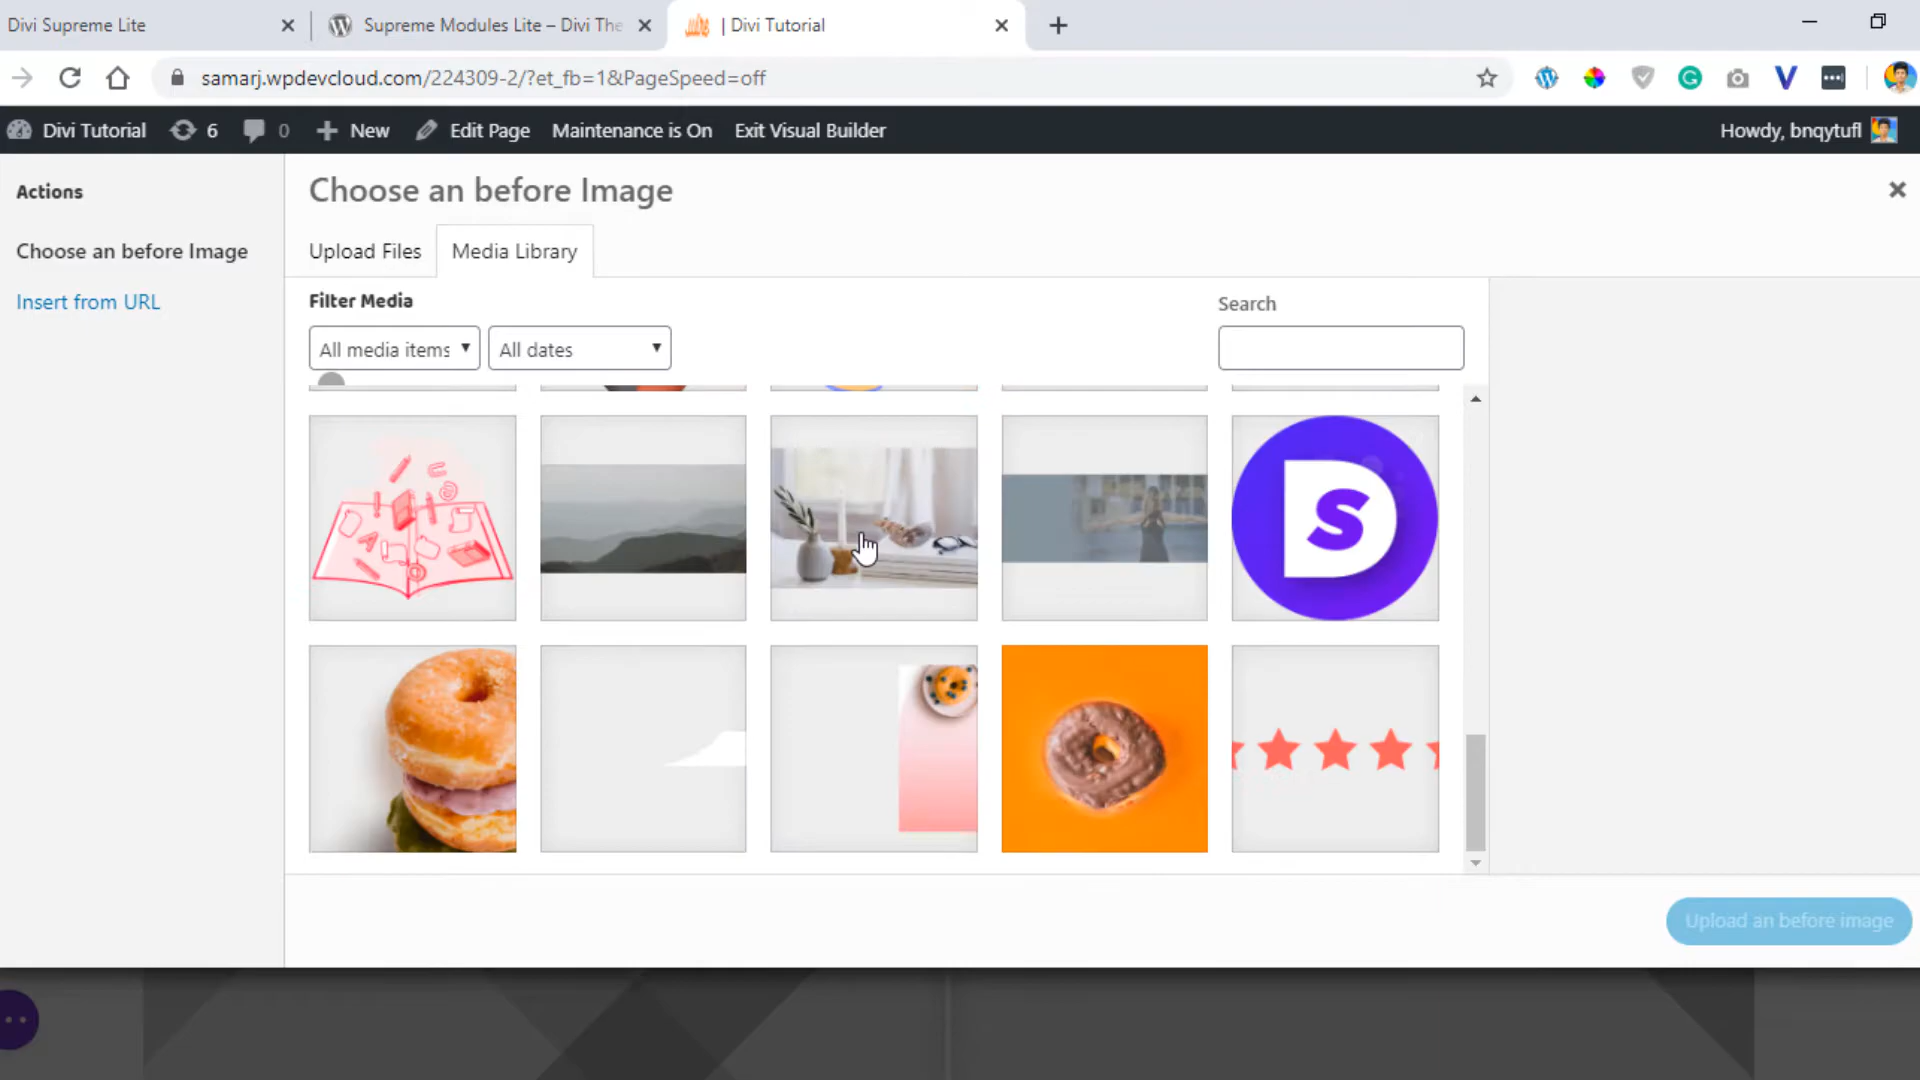 Divi Supreme Lite
Supreme Modules Lite – Divi The
| Divi Tutorial
samarj.wpdevcloud.com/224309-2/?et_fb=1&PageSpeed=off
Divi Tutorial
6
0
New
Edit Page
Maintenance is On
Exit Visual Builder
Howdy, bnqytufl
Actions
Choose an before Image
Insert from URL
Choose an before Image
Upload Files
Media Library
Filter Media
Search
All media items
All dates
DS
Upload an before image